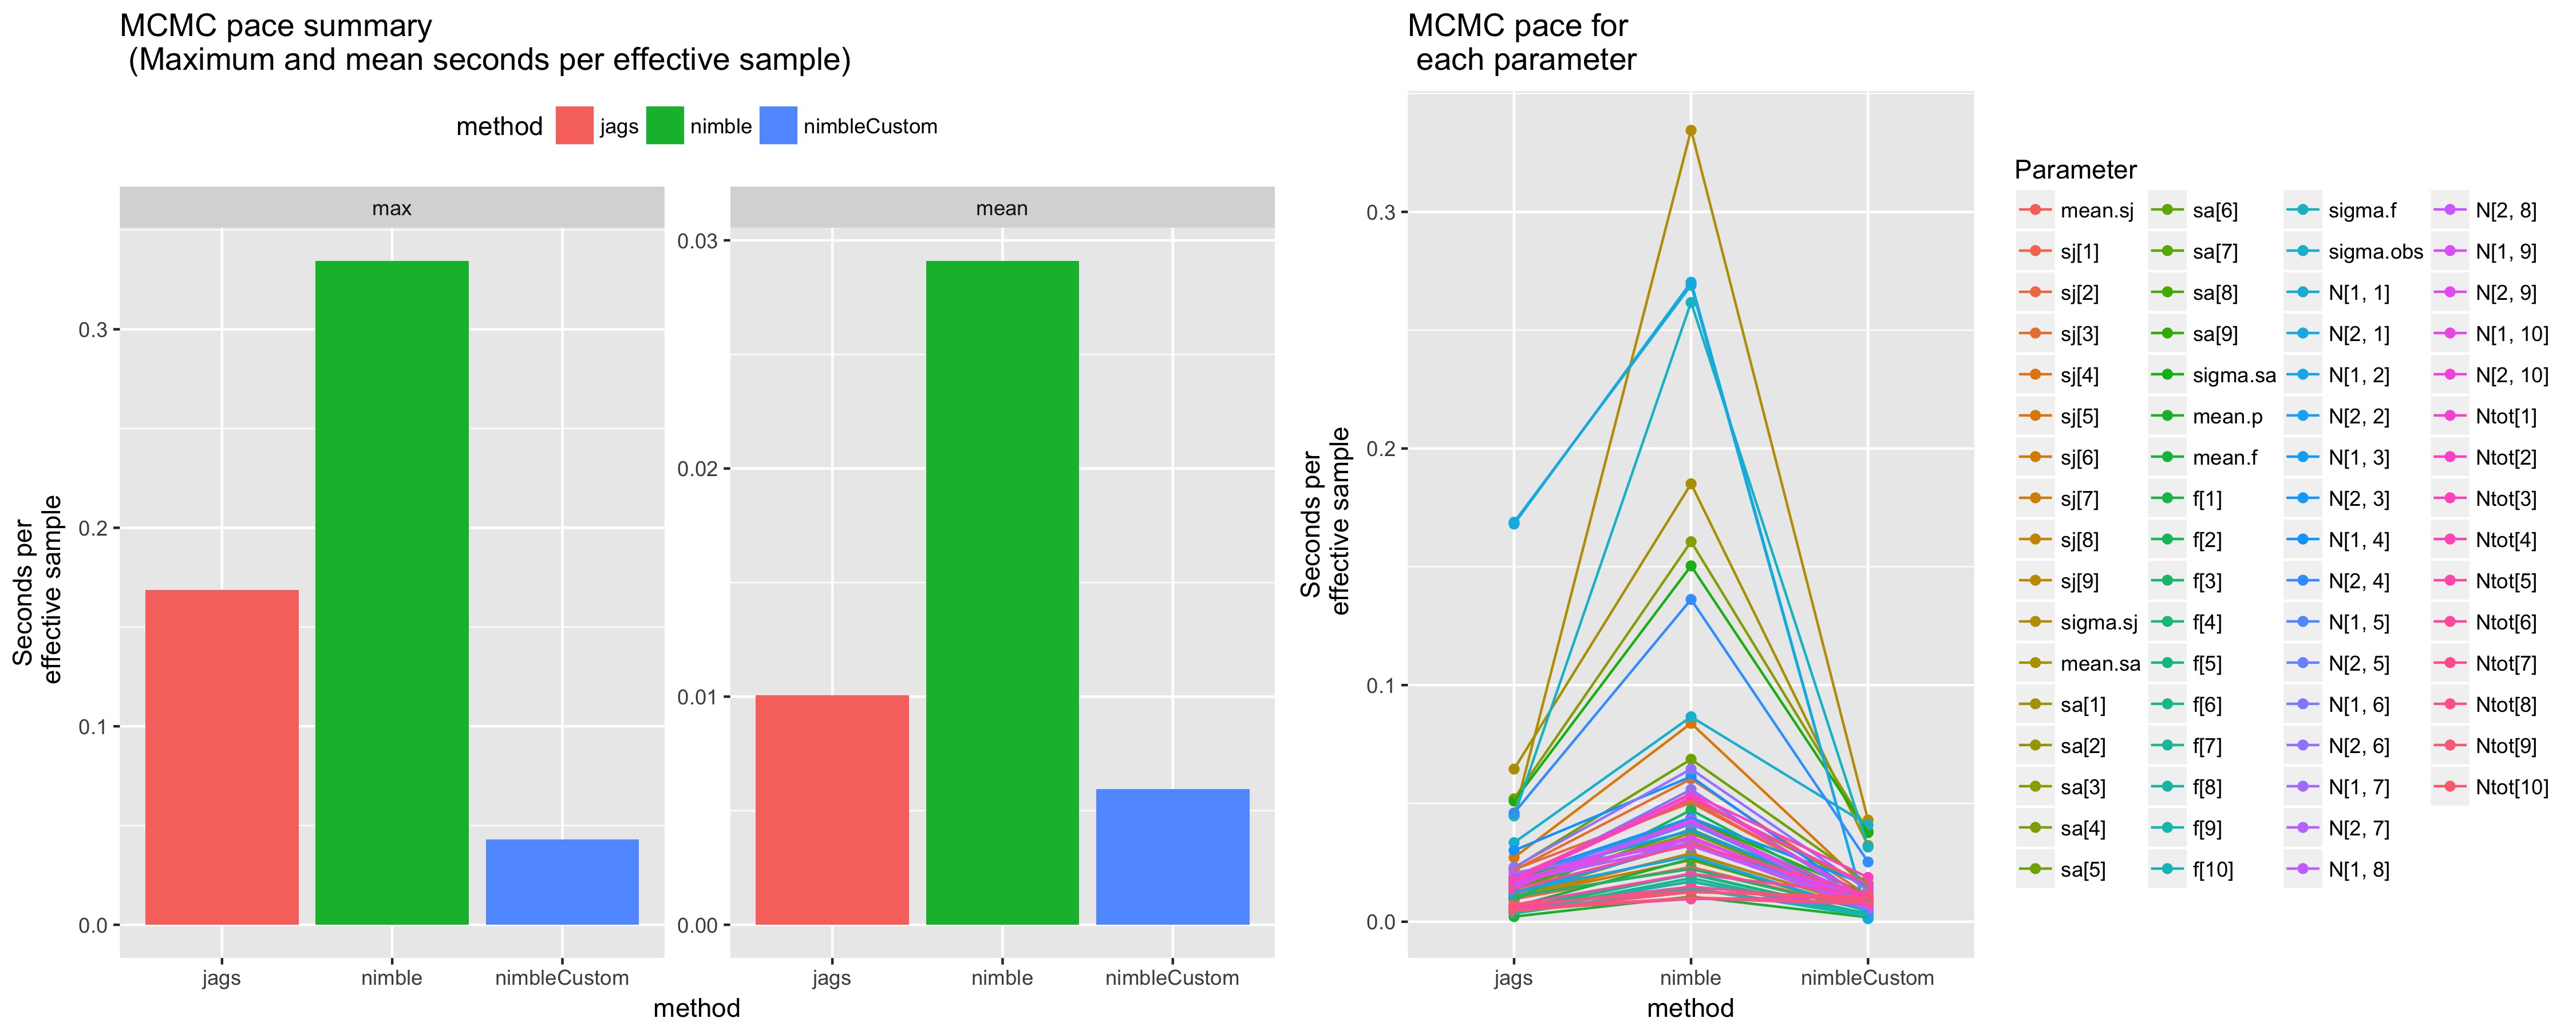 MCMC pace summary
(Maximum and mean seconds per effective sample)
method jags nimble nimbleCustom
max
mean
Seconds per
effective sample
0.3
0.2
0.1
0.0
jags nimble nimbleCustom
0.03
0.02
0.01
0.00
jags nimble nimbleCustom
method
MCMC pace for
each parameter
Seconds per
effective sample
0.3
0.2
0.1
0.0
jags nimble nimbleCustom
method
Parameter
mean.sj
sj[1]
sj[2]
sj[3]
sj[4]
sj[5]
sj[6]
sj[7]
sj[8]
sj[9]
sigma.sj
mean.sa
sa[1]
sa[2]
sa[3]
sa[4]
sa[5]
sa[6]
sa[7]
sa[8]
sa[9]
sigma.sa
mean.p
mean.f
f[1]
f[2]
f[3]
f[4]
f[5]
f[6]
f[7]
f[8]
f[9]
f[10]
sigma.f
sigma.obs
N[1, 1]
N[2, 1]
N[1, 2]
N[2, 2]
N[1, 3]
N[2, 3]
N[1, 4]
N[2, 4]
N[1, 5]
N[2, 5]
N[1, 6]
N[2, 6]
N[1, 7]
N[2, 7]
N[1, 8]
N[2, 8]
N[1, 9]
N[2, 9]
N[1, 10]
N[2, 10]
Ntot[1]
Ntot[2]
Ntot[3]
Ntot[4]
Ntot[5]
Ntot[6]
Ntot[7]
Ntot[8]
Ntot[9]
Ntot[10]